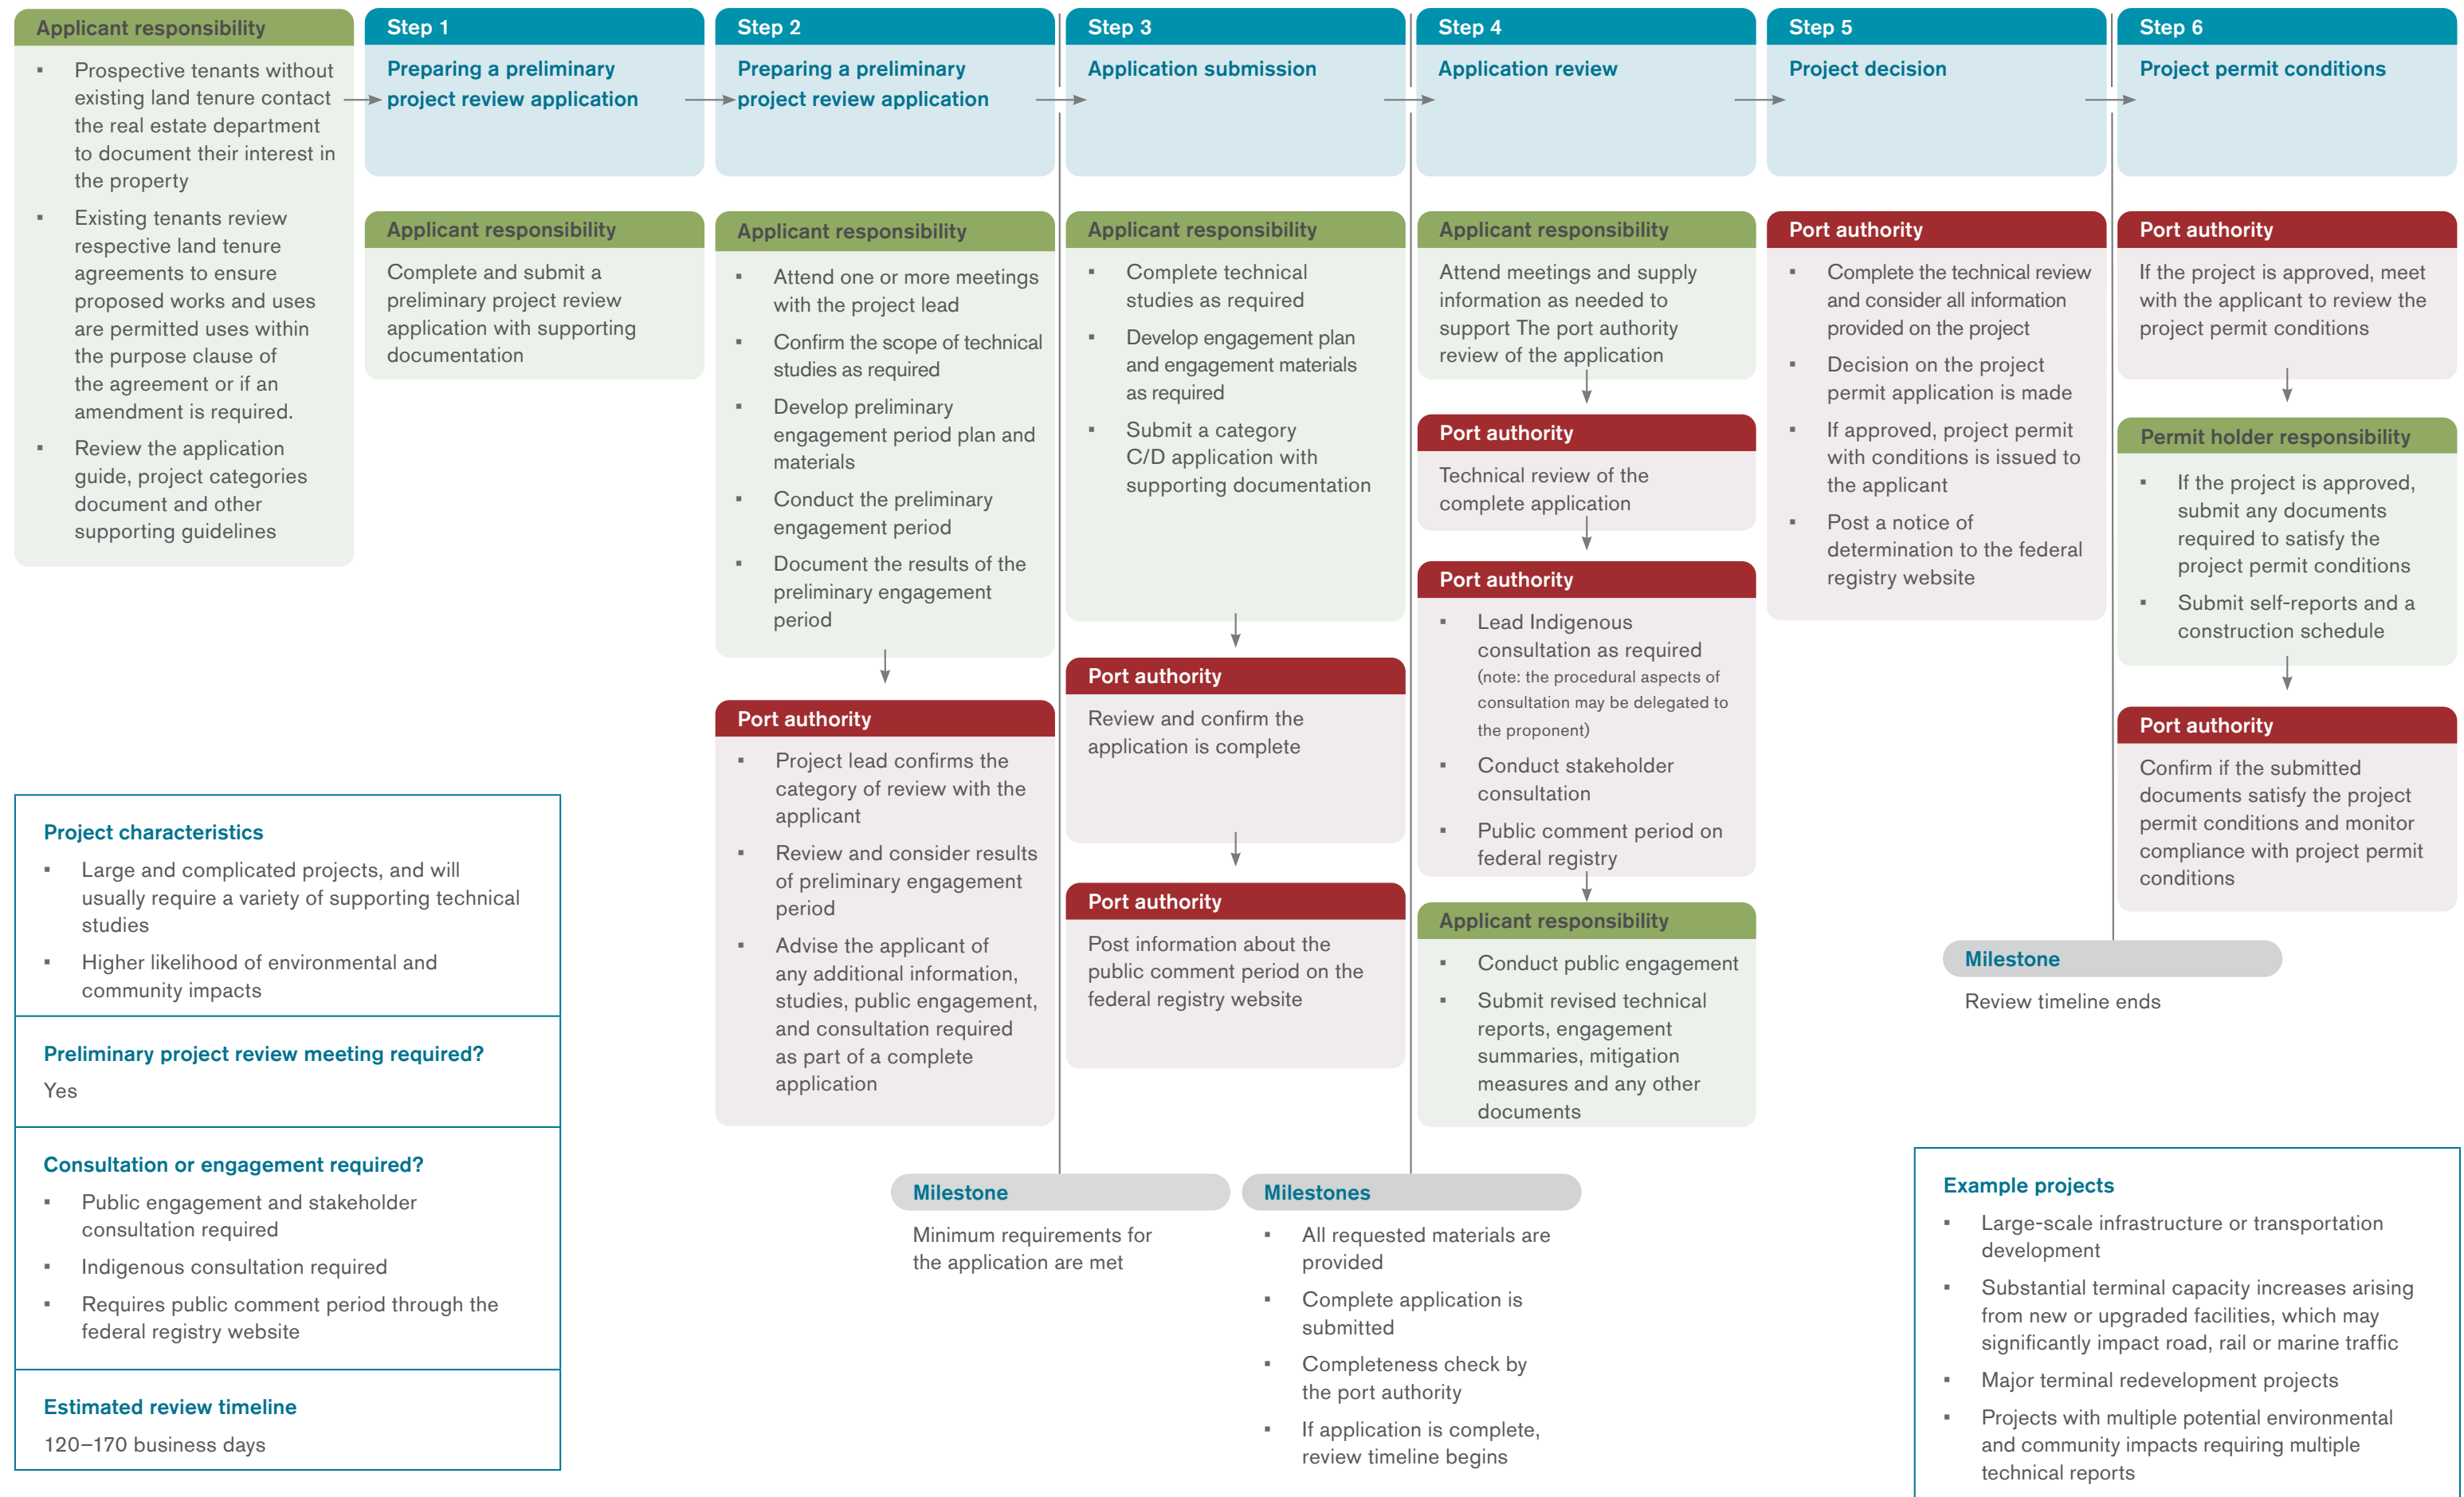 Applicant responsibility
▪ Prospective tenants without
existing land tenure contact
the real estate department
to document their interest in
the property
▪ Existing tenants review
respective land tenure
agreements to ensure
proposed works and uses
are permitted uses within
the purpose clause of
the agreement or if an
amendment is required.
▪ Review the application
guide, project categories
document and other
supporting guidelines
Step 1
Preparing a preliminary
project review application
Applicant responsibility
Complete and submit a
preliminary project review
application with supporting
documentation
Step 2
Preparing a preliminary
project review application
Applicant responsibility
▪ Attend one or more meetings
with the project lead
▪ Confirm the scope of technical
studies as required
▪ Develop preliminary
engagement period plan and
materials
▪ Conduct the preliminary
engagement period
▪ Document the results of the
preliminary engagement
period
Port authority
▪ Project lead confirms the
category of review with the
applicant
▪ Review and consider results
of preliminary engagement
period
▪ Advise the applicant of
any additional information,
studies, public engagement,
and consultation required
as part of a complete
application
Step 3
Application submission
Applicant responsibility
▪ Complete technical
studies as required
▪ Develop engagement plan
and engagement materials
as required
▪ Submit a category
C/D application with
supporting documentation
Port authority
Review and confirm the
application is complete
Port authority
Post information about the
public comment period on the
federal registry website
Step 4
Application review
Applicant responsibility
Attend meetings and supply
information as needed to
support The port authority
review of the application
Port authority
Technical review of the
complete application
Port authority
▪ Lead Indigenous
consultation as required
(note: the procedural aspects of
consultation may be delegated to
the proponent)
▪ Conduct stakeholder
consultation
▪ Public comment period on
federal registry
Applicant responsibility
▪ Conduct public engagement
▪ Submit revised technical
reports, engagement
summaries, mitigation
measures and any other
documents
Step 5
Project decision
Port authority
▪ Complete the technical review
and consider all information
provided on the project
▪ Decision on the project
permit application is made
▪ If approved, project permit
with conditions is issued to
the applicant
▪ Post a notice of
determination to the federal
registry website
Step 6
Project permit conditions
Port authority
If the project is approved, meet
with the applicant to review the
project permit conditions
Permit holder responsibility
▪ If the project is approved,
submit any documents
required to satisfy the
project permit conditions
▪ Submit self-reports and a
construction schedule
Port authority
Confirm if the submitted
documents satisfy the project
permit conditions and monitor
compliance with project permit
conditions
Milestone
Review timeline ends
Project characteristics
▪ Large and complicated projects, and will
usually require a variety of supporting technical
studies
▪ Higher likelihood of environmental and
community impacts
Preliminary project review meeting required?
Yes
Consultation or engagement required?
▪ Public engagement and stakeholder
consultation required
▪ Indigenous consultation required
▪ Requires public comment period through the
federal registry website
Estimated review timeline
120–170 business days
Milestone
Minimum requirements for
the application are met
Milestones
▪ All requested materials are
provided
▪ Complete application is
submitted
▪ Completeness check by
the port authority
▪ If application is complete,
review timeline begins
Example projects
▪ Large-scale infrastructure or transportation
development
▪ Substantial terminal capacity increases arising
from new or upgraded facilities, which may
significantly impact road, rail or marine traffic
▪ Major terminal redevelopment projects
▪ Projects with multiple potential environmental
and community impacts requiring multiple
technical reports